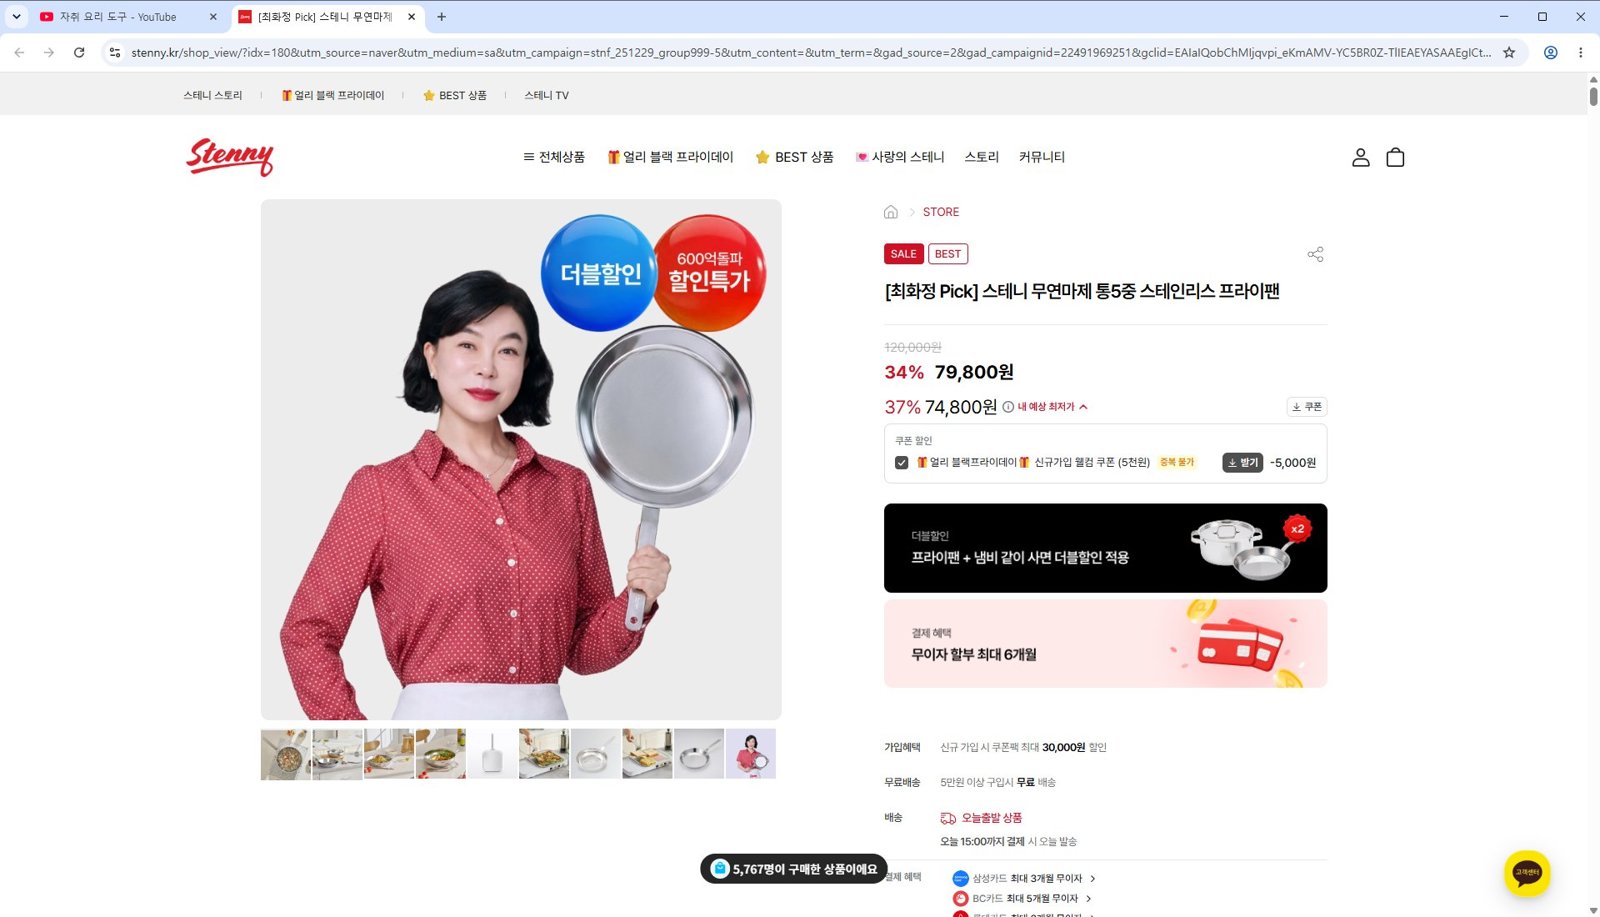 자취 요리 도구 - YouTube
[최화정 Pick] 스테니 무연마제
stenny.kr/shop_view/?idx=180&utm_source=naver&utm_medium=sa&utm_campaign=stnf_251229_group999-5&utm_content=&utm_term=&gad_source=2&gad_campaignid=22491969251&gclid=EAIaIQobChMIjqvpi_eKmAMV-YC5BR0Z-TlIEAEYASAAEgICt...
스테니 스토리
얼리 블랙 프라이데이
BEST 상품
스테니 TV
Stenny
전체상품
얼리 블랙 프라이데이
BEST 상품
사랑의 스테니
스토리
커뮤니티
더블할인
600억돌파
할인특가
STORE
SALE
BEST
[최화정 Pick] 스테니 무연마제 통5중 스테인리스 프라이팬
120,000원
34% 79,800원
37% 74,800원 내 예상 최저가
쿠폰
쿠폰 할인
얼리 블랙프라이데이 신규가입 웰컴 쿠폰 (5천원) 중복 불가 받기 -5,000원
더블할인
프라이팬 + 냄비 같이 사면 더블할인 적용
x2
결제 혜택
무이자 할부 최대 6개월
가입혜택 신규 가입 시 쿠폰팩 최대 30,000원 할인
무료배송 5만원 이상 구입시 무료 배송
배송 오늘출발 상품
오늘 15:00까지 결제 시 오늘 발송
5,767명이 구매한 상품이에요
결제 혜택 삼성카드 최대 3개월 무이자
BC카드 최대 5개월 무이자
고객센터